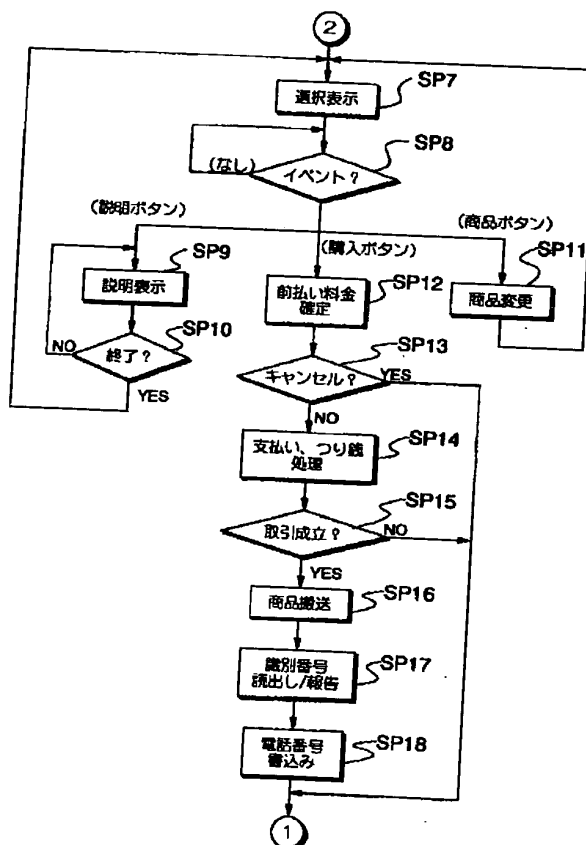 2
選択表示
SP7
SP8
(なし)
イベント?
(説明ボタン)
(購入ボタン)
(商品ボタン)
SP9
説明表示
SP10
NO
終了?
YES
SP12
前払い料金
確定
SP11
商品変更
SP13
キャンセル?
YES
NO
SP14
支払い、つり銭
処理
SP15
取引成立?
NO
YES
商品搬送
SP16
識別番号
読出し/報告
SP17
電話番号
書込み
SP18
1